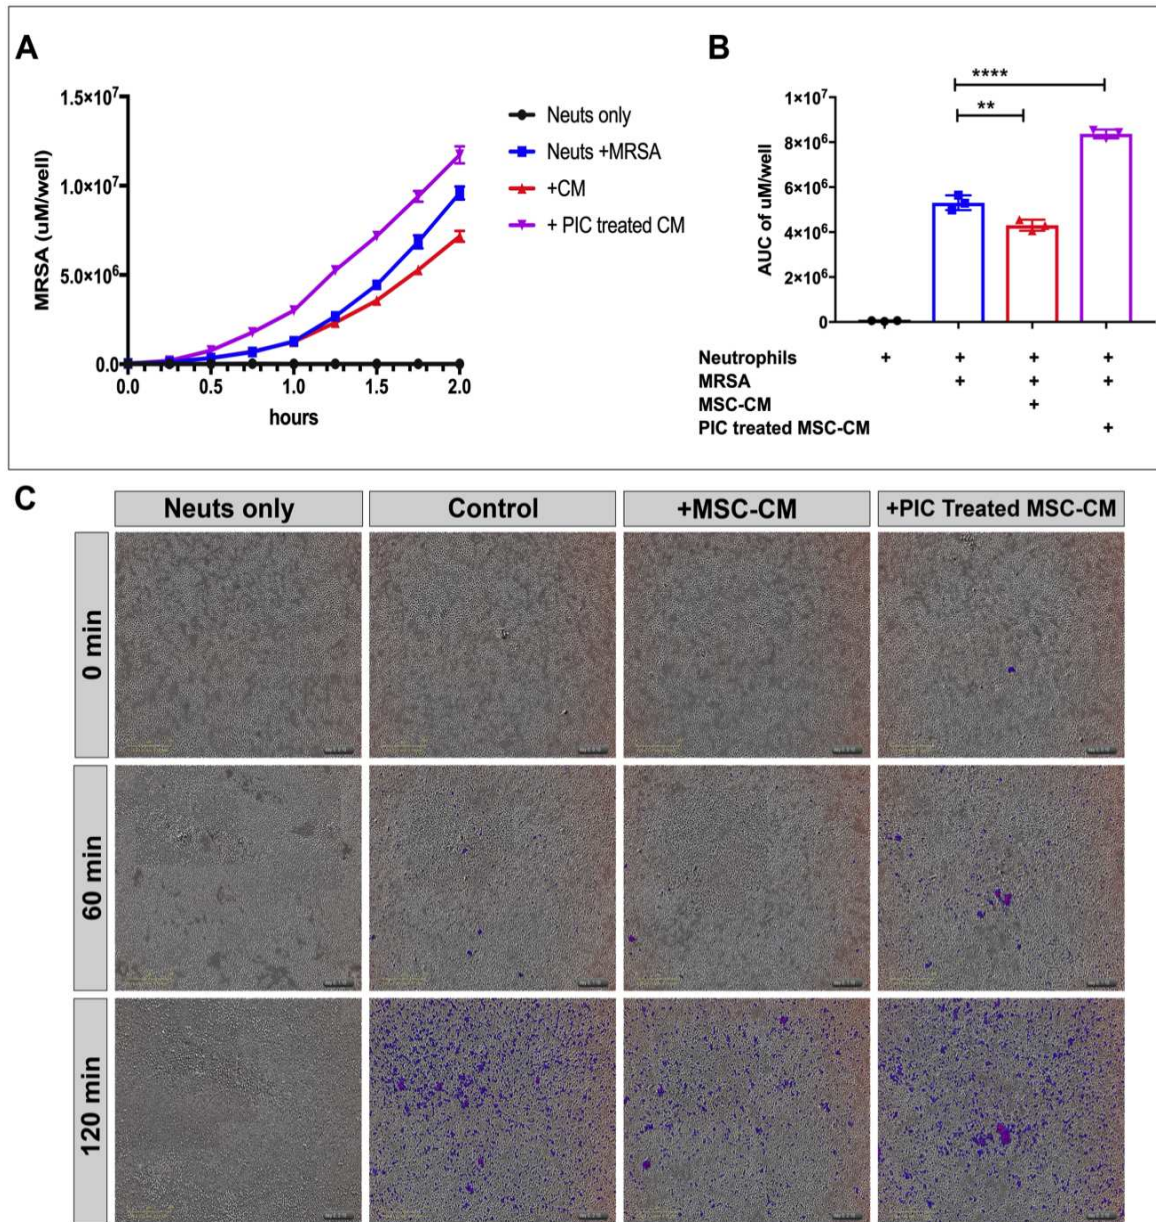 A
MRSA (uM/well)
1.5×10⁷
1.0×10⁷
5.0×10⁶
0.0
0.0 0.5 1.0 1.5 2.0
hours
Neuts only
Neuts +MRSA
+CM
+ PIC treated CM
B
**** 
**
AUC of uM/well
1×10⁷
8×10⁶
6×10⁶
4×10⁶
2×10⁶
0
Neutrophils + + + +
MRSA + + +
MSC-CM +
PIC treated MSC-CM +
C
Neuts only Control +MSC-CM +PIC Treated MSC-CM
0 min
60 min
120 min